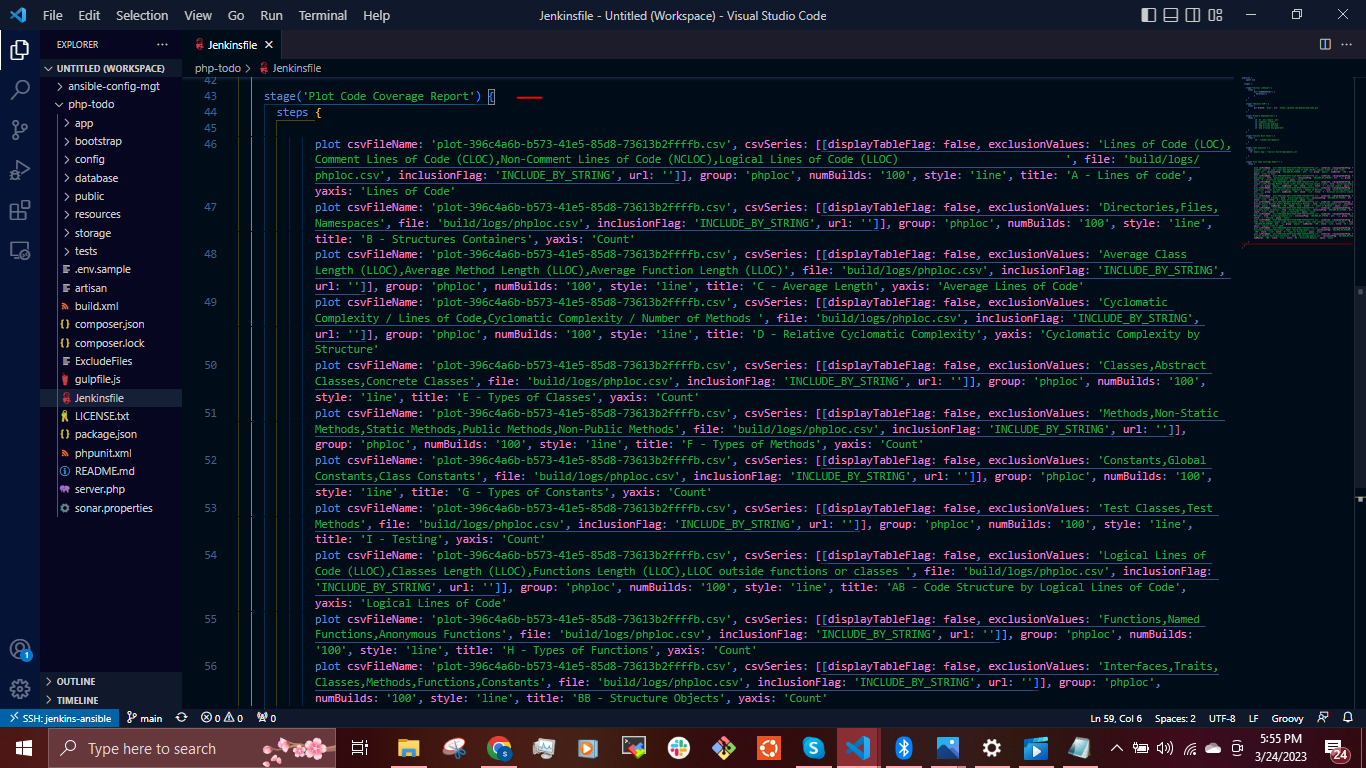 File Edit Selection View Go Run Terminal Help
Jenkinsfile - Untitled (Workspace) - Visual Studio Code
EXPLORER
UNTITLED (WORKSPACE)
ansible-config-mgt
php-todo
app
bootstrap
config
database
public
resources
storage
tests
.env.sample
artisan
build.xml
composer.json
composer.lock
ExcludeFiles
gulpfile.js
Jenkinsfile
LICENSE.txt
package.json
phpunit.xml
README.md
server.php
sonar.properties
OUTLINE
TIMELINE
Jenkinsfile
php-todo > Jenkinsfile
42
43 stage('Plot Code Coverage Report') {
44 steps {
45
46 plot csvFileName: 'plot-396c4a6b-b573-41e5-85d8-73613b2ffffb.csv', csvSeries: [[displayTableFlag: false, exclusionValues: 'Lines of Code (LOC),
Comment Lines of Code (CLOC),Non-Comment Lines of Code (NCLOC),Logical Lines of Code (LLOC)                          ', file: 'build/logs/
phploc.csv', inclusionFlag: 'INCLUDE_BY_STRING', url: '']], group: 'phploc', numBuilds: '100', style: 'line', title: 'A - Lines of code',
yaxis: 'Lines of Code'
47 plot csvFileName: 'plot-396c4a6b-b573-41e5-85d8-73613b2ffffb.csv', csvSeries: [[displayTableFlag: false, exclusionValues: 'Directories,Files,
Namespaces', file: 'build/logs/phploc.csv', inclusionFlag: 'INCLUDE_BY_STRING', url: '']], group: 'phploc', numBuilds: '100', style: 'line',
title: 'B - Structures Containers', yaxis: 'Count'
48 plot csvFileName: 'plot-396c4a6b-b573-41e5-85d8-73613b2ffffb.csv', csvSeries: [[displayTableFlag: false, exclusionValues: 'Average Class
Length (LLOC),Average Method Length (LLOC),Average Function Length (LLOC)', file: 'build/logs/phploc.csv', inclusionFlag: 'INCLUDE_BY_STRING',
url: '']], group: 'phploc', numBuilds: '100', style: 'line', title: 'C - Average Length', yaxis: 'Average Lines of Code'
49 plot csvFileName: 'plot-396c4a6b-b573-41e5-85d8-73613b2ffffb.csv', csvSeries: [[displayTableFlag: false, exclusionValues: 'Cyclomatic
Complexity / Lines of Code,Cyclomatic Complexity / Number of Methods ', file: 'build/logs/phploc.csv', inclusionFlag: 'INCLUDE_BY_STRING',
url: '']], group: 'phploc', numBuilds: '100', style: 'line', title: 'D - Relative Cyclomatic Complexity', yaxis: 'Cyclomatic Complexity by
Structure'
50 plot csvFileName: 'plot-396c4a6b-b573-41e5-85d8-73613b2ffffb.csv', csvSeries: [[displayTableFlag: false, exclusionValues: 'Classes,Abstract
Classes,Concrete Classes', file: 'build/logs/phploc.csv', inclusionFlag: 'INCLUDE_BY_STRING', url: '']], group: 'phploc', numBuilds: '100',
style: 'line', title: 'E - Types of Classes', yaxis: 'Count'
51 plot csvFileName: 'plot-396c4a6b-b573-41e5-85d8-73613b2ffffb.csv', csvSeries: [[displayTableFlag: false, exclusionValues: 'Methods,Non-Static
Methods,Static Methods,Public Methods,Non-Public Methods', file: 'build/logs/phploc.csv', inclusionFlag: 'INCLUDE_BY_STRING', url: '']],
group: 'phploc', numBuilds: '100', style: 'line', title: 'F - Types of Methods', yaxis: 'Count'
52 plot csvFileName: 'plot-396c4a6b-b573-41e5-85d8-73613b2ffffb.csv', csvSeries: [[displayTableFlag: false, exclusionValues: 'Constants,Global
Constants,Class Constants', file: 'build/logs/phploc.csv', inclusionFlag: 'INCLUDE_BY_STRING', url: '']], group: 'phploc', numBuilds: '100',
style: 'line', title: 'G - Types of Constants', yaxis: 'Count'
53 plot csvFileName: 'plot-396c4a6b-b573-41e5-85d8-73613b2ffffb.csv', csvSeries: [[displayTableFlag: false, exclusionValues: 'Test Classes,Test
Methods', file: 'build/logs/phploc.csv', inclusionFlag: 'INCLUDE_BY_STRING', url: '']], group: 'phploc', numBuilds: '100', style: 'line',
title: 'I - Testing', yaxis: 'Count'
54 plot csvFileName: 'plot-396c4a6b-b573-41e5-85d8-73613b2ffffb.csv', csvSeries: [[displayTableFlag: false, exclusionValues: 'Logical Lines of
Code (LLOC),Classes Length (LLOC),Functions Length (LLOC),LLOC outside functions or classes ', file: 'build/logs/phploc.csv', inclusionFlag:
'INCLUDE_BY_STRING', url: '']], group: 'phploc', numBuilds: '100', style: 'line', title: 'AB - Code Structure by Logical Lines of Code',
yaxis: 'Logical Lines of Code'
55 plot csvFileName: 'plot-396c4a6b-b573-41e5-85d8-73613b2ffffb.csv', csvSeries: [[displayTableFlag: false, exclusionValues: 'Functions,Named
Functions,Anonymous Functions', file: 'build/logs/phploc.csv', inclusionFlag: 'INCLUDE_BY_STRING', url: '']], group: 'phploc', numBuilds:
'100', style: 'line', title: 'H - Types of Functions', yaxis: 'Count'
56 plot csvFileName: 'plot-396c4a6b-b573-41e5-85d8-73613b2ffffb.csv', csvSeries: [[displayTableFlag: false, exclusionValues: 'Interfaces,Traits,
Classes,Methods,Functions,Constants', file: 'build/logs/phploc.csv', inclusionFlag: 'INCLUDE_BY_STRING', url: '']], group: 'phploc',
numBuilds: '100', style: 'line', title: 'BB - Structure Objects', yaxis: 'Count'
1
SSH: jenkins-ansible main 0 0 0
Ln 59, Col 6 Spaces: 2 UTF-8 LF Groovy
Type here to search
5:55 PM
3/24/2023
24